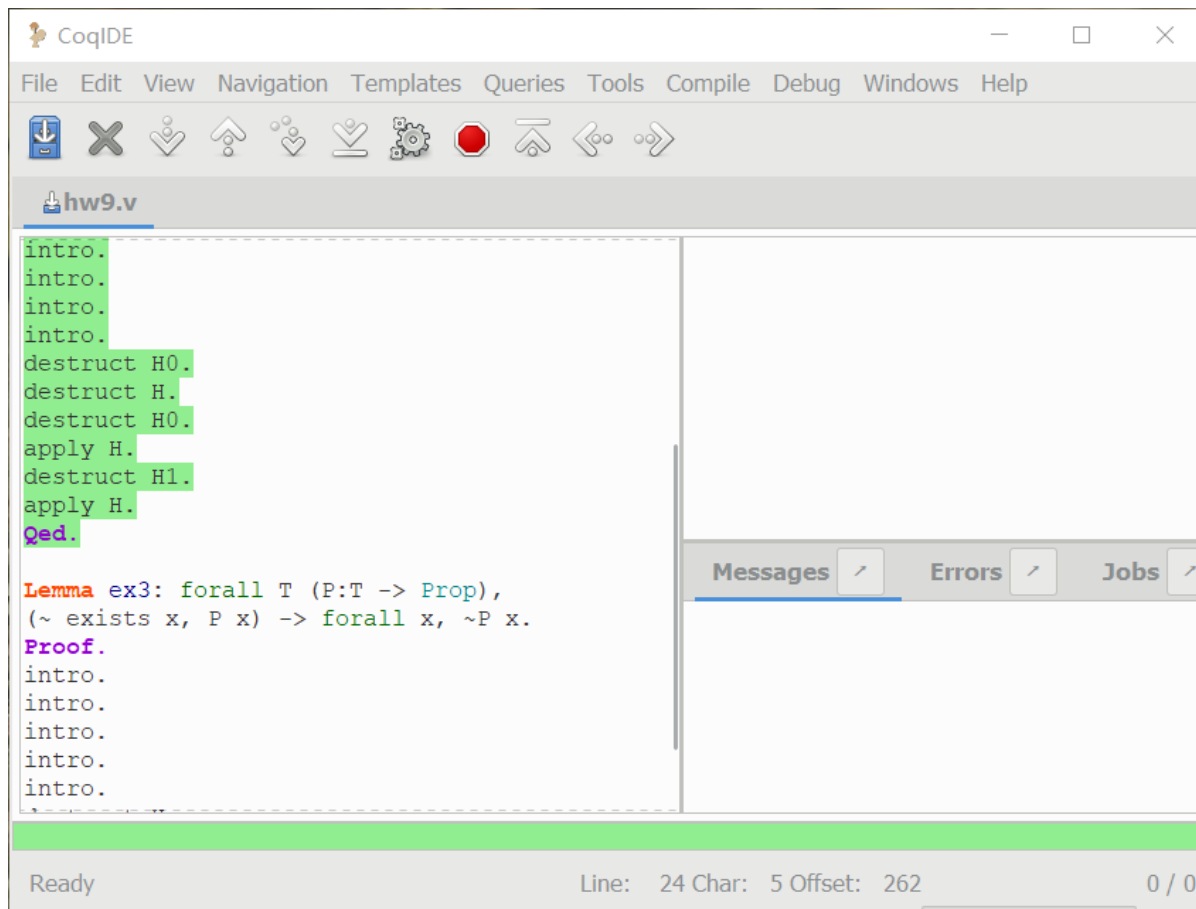 CoqIDE
File Edit View Navigation Templates Queries Tools Compile Debug Windows Help
hw9.v
intro.
intro.
intro.
intro.
destruct H0.
destruct H.
destruct H0.
apply H.
destruct H1.
apply H.
Qed.
Lemma ex3: forall T (P:T -> Prop),
(~ exists x, P x) -> forall x, ~P x.
Proof.
intro.
intro.
intro.
intro.
intro.
Messages Errors Jobs
Ready Line: 24 Char: 5 Offset: 262 0 / 0